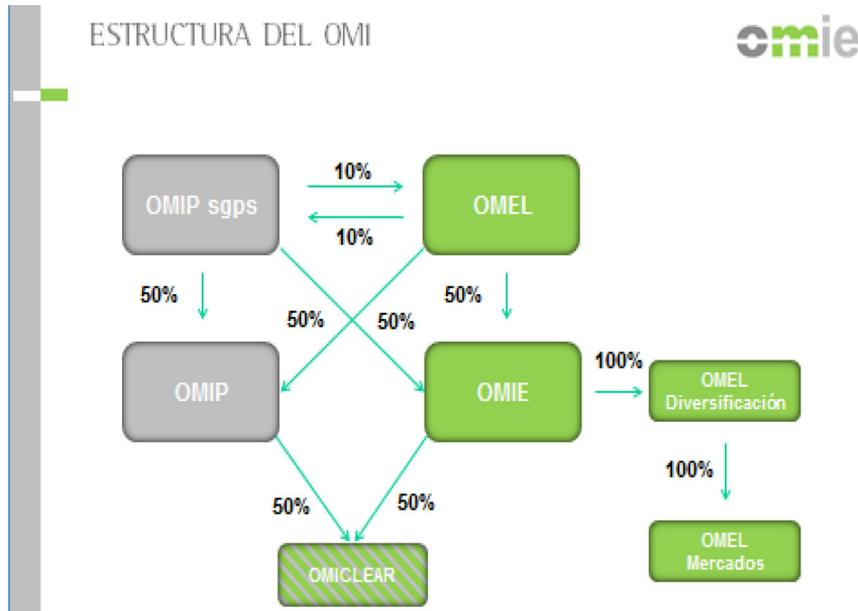 ESTRUCTURA DEL OMI
omie
OMIP sgps
10%
10%
OMEL
50%
50%
50%
50%
OMIP
OMIE
100%
OMEL
Diversificación
50%
50%
100%
OMICLEAR
OMEL
Mercados